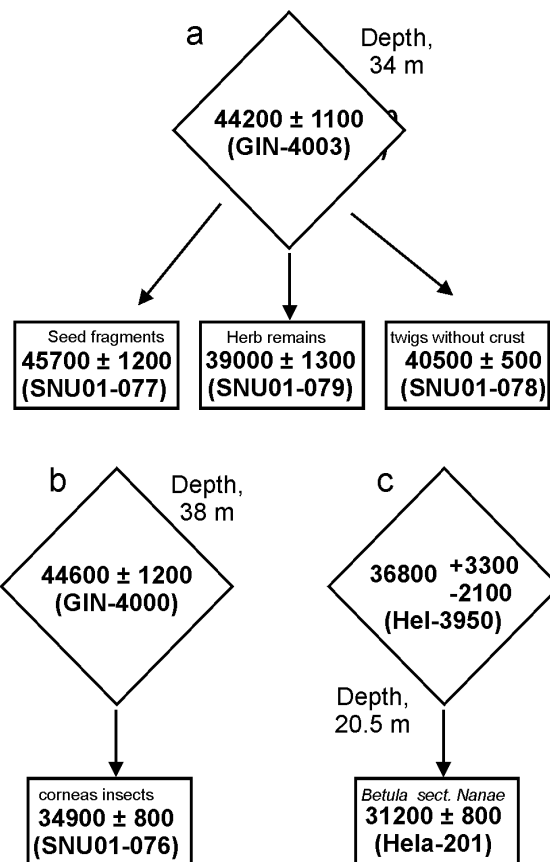 a
Depth,
34 m
44200 ± 1100
(GIN-4003)
Seed fragments
45700 ± 1200
(SNU01-077)
Herb remains
39000 ± 1300
(SNU01-079)
twigs without crust
40500 ± 500
(SNU01-078)
b
Depth,
38 m
44600 ± 1200
(GIN-4000)
corneas insects
34900 ± 800
(SNU01-076)
c
36800 +3300
-2100
(Hel-3950)
Depth,
20.5 m
Betula sect. Nanae
31200 ± 800
(Hela-201)